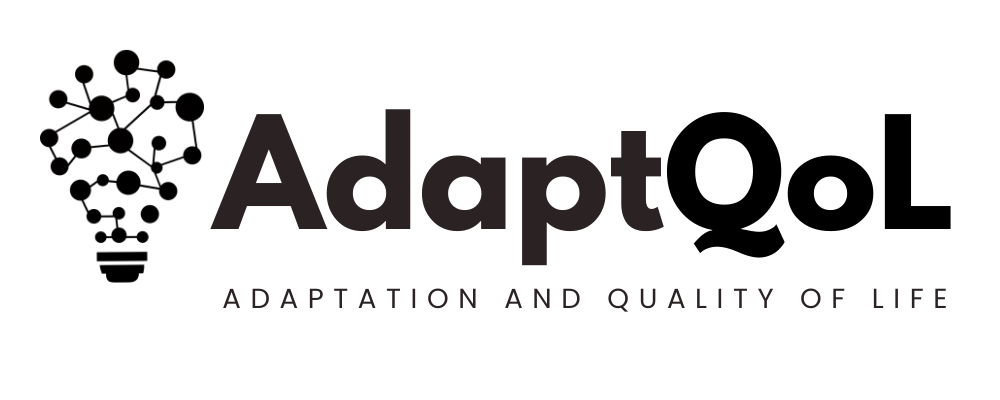 AdaptQoL
ADAPTATION AND QUALITY OF LIFE